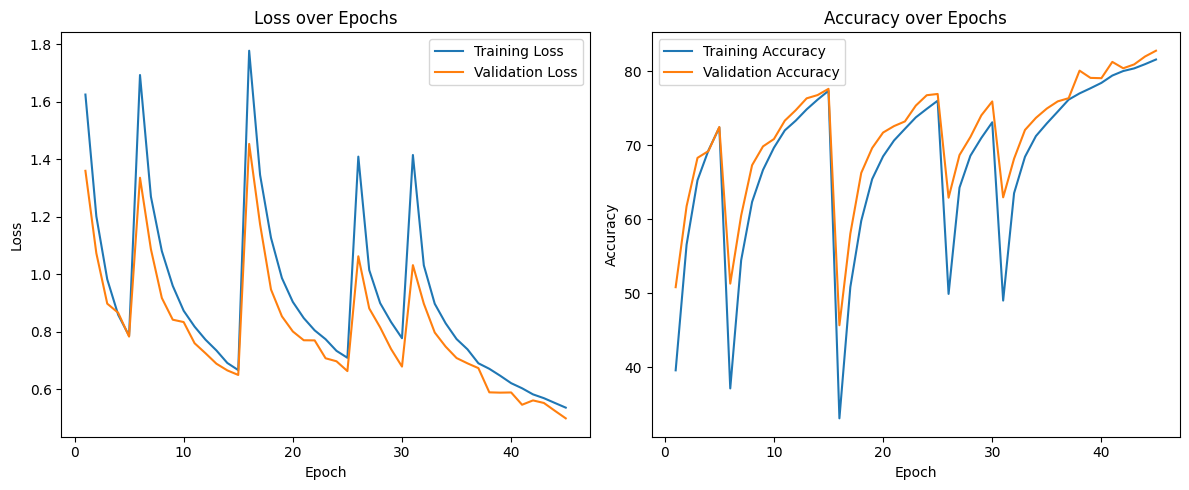 Loss over Epochs
Training Loss
Validation Loss
1.8
1.6
1.4
1.2
1.0
0.8
0.6
Loss
0
10
20
30
40
Epoch
Accuracy over Epochs
Training Accuracy
Validation Accuracy
80
70
60
50
40
Accuracy
0
10
20
30
40
Epoch